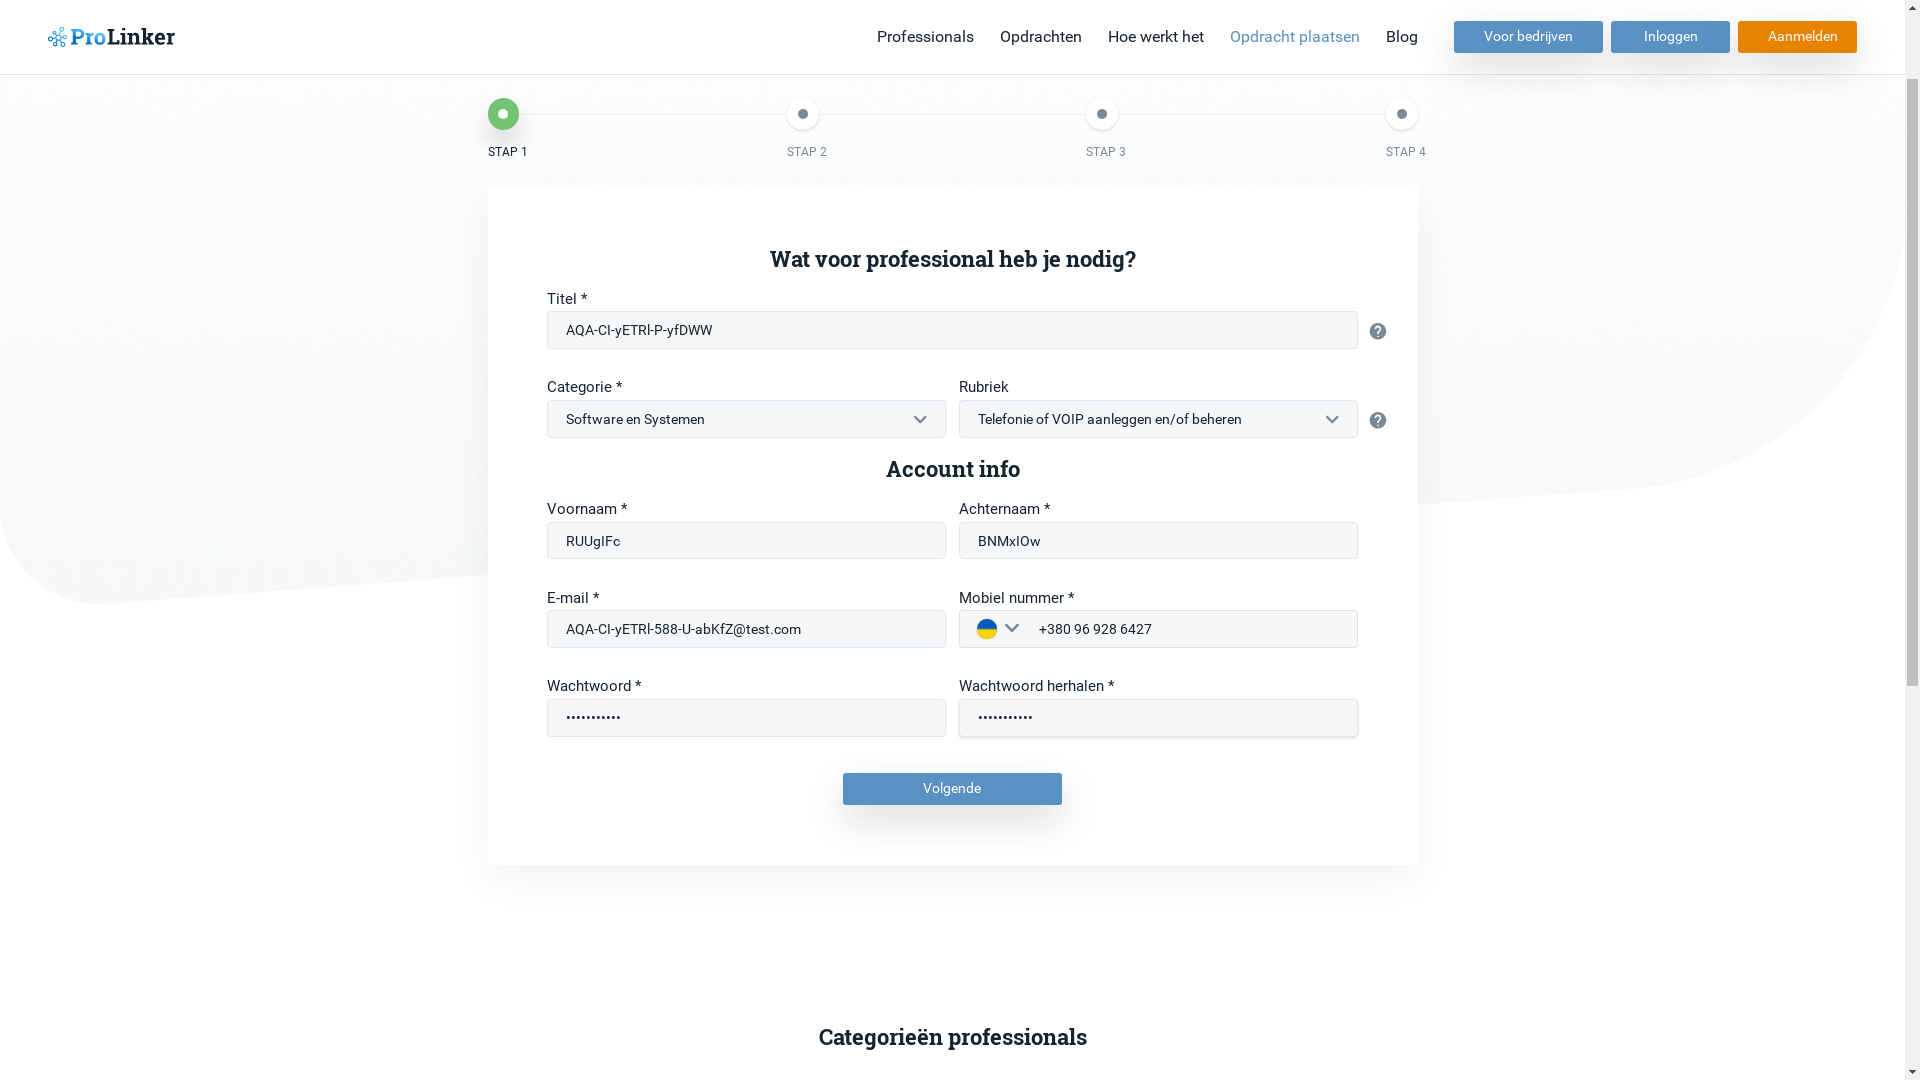 ProLinker
Professionals Opdrachten Hoe werkt het Opdracht plaatsen Blog Voor bedrijven Inloggen Aanmelden
STAP 1 STAP 2 STAP 3 STAP 4
Wat voor professional heb je nodig?
Titel *
AQA-CI-yETRl-P-yfDWW
Categorie * Rubriek
Software en Systemen Telefonie of VOIP aanleggen en/of beheren
Account info
Voornaam * Achternaam *
RUUgIFc BNMxIOw
E-mail * Mobiel nummer *
AQA-CI-yETRl-588-U-abKfZ@test.com +380 96 928 6427
Wachtwoord * Wachtwoord herhalen *
••••••••••• •••••••••••
Volgende
Categorieën professionals